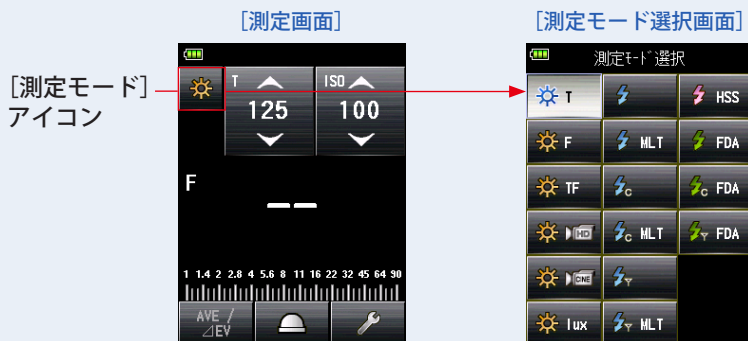 [測定画面]
[測定モード選択画面]
[測定モード]
アイコン
T
125
ISO
100
F
1 1.4 2 2.8 4 5.6 8 11 16 22 32 45 64 90
AVE /
⊿EV
測定ﾓｰﾄﾞ選択
T
HSS
F
MLT
FDA
TF
C
C FDA
HD
C MLT
Y FDA
CINE
Y
lux
Y MLT